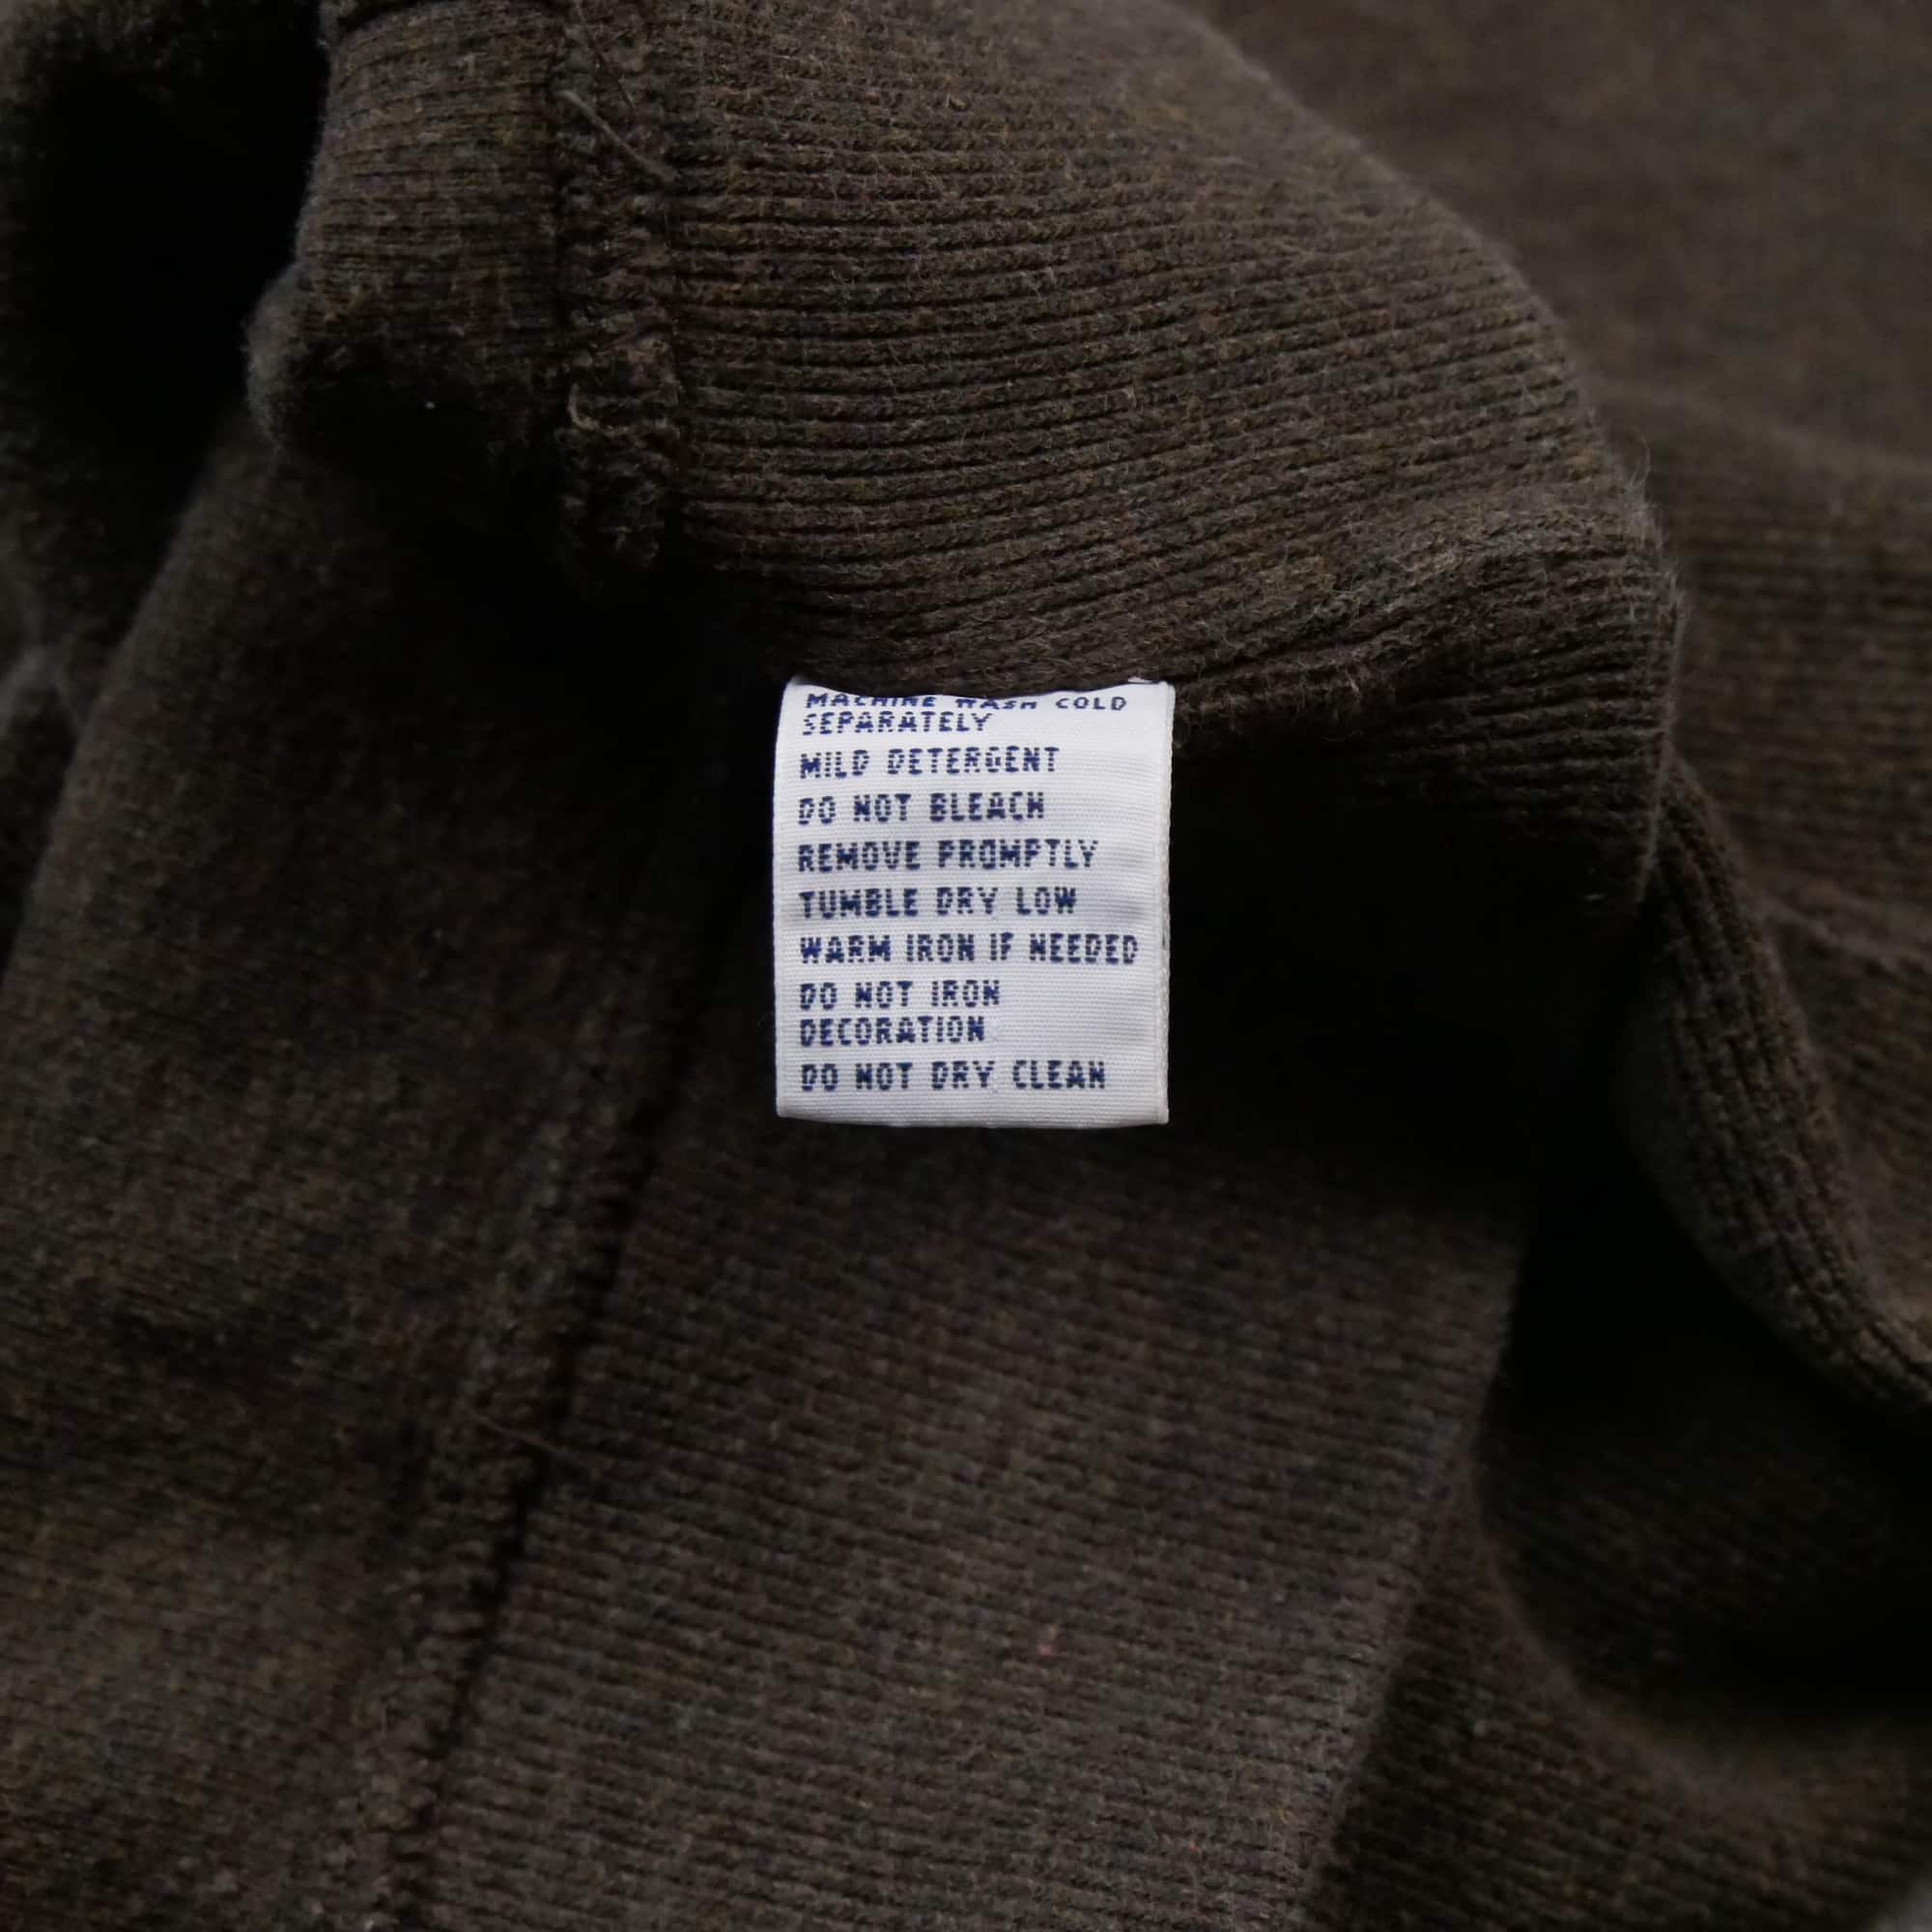 MACHINE WASH COLD
SEPARATELY
MILD DETERGENT
DO NOT BLEACH
REMOVE PROMPTLY
TUMBLE DRY LOW
WARM IRON IF NEEDED
DO NOT IRON
DECORATION
DO NOT DRY CLEAN